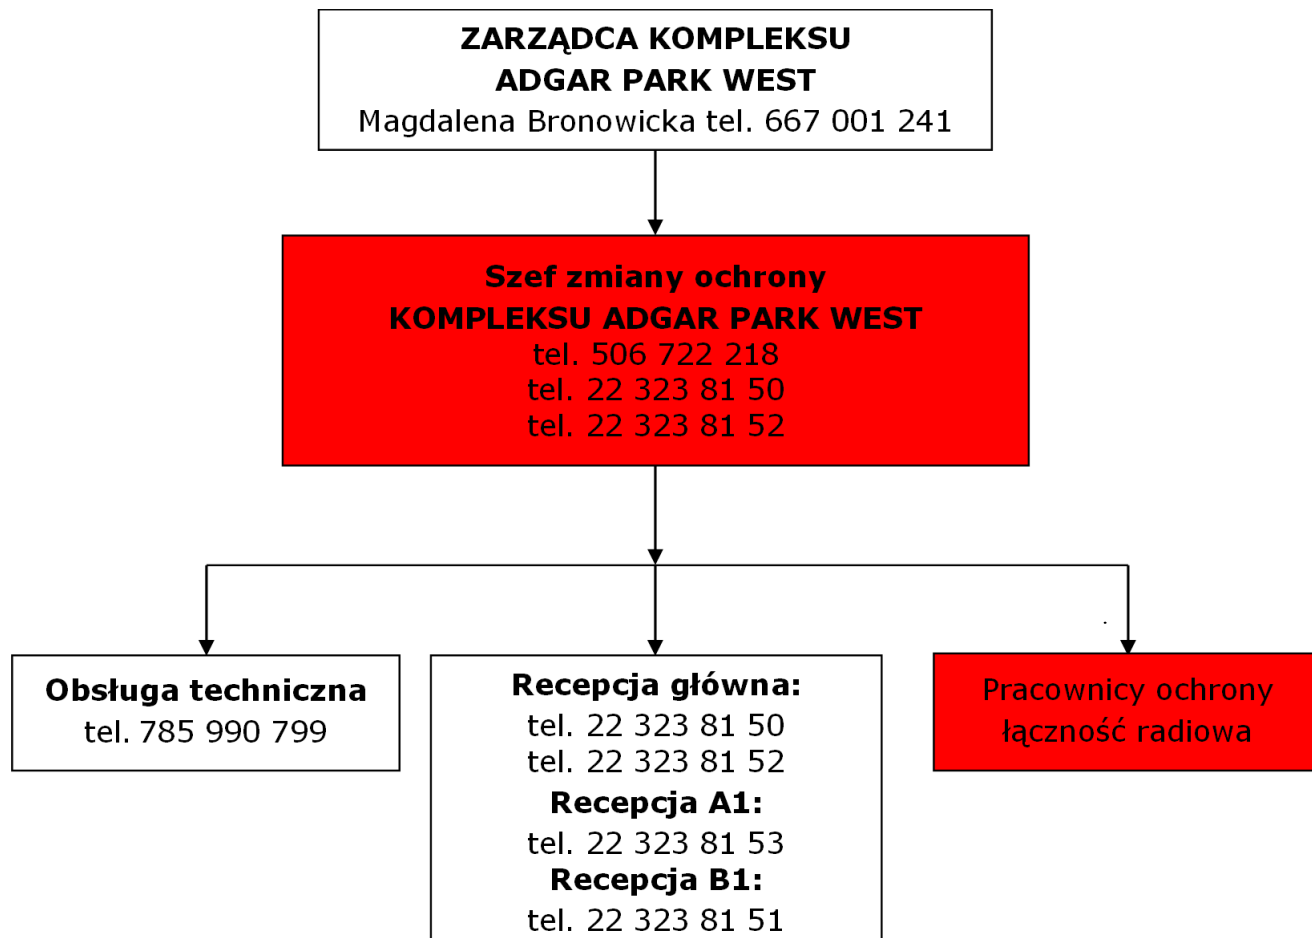 ZARZĄDCA KOMPLEKSU
ADGAR PARK WEST
Magdalena Bronowicka tel. 667 001 241
Szef zmiany ochrony
KOMPLEKSU ADGAR PARK WEST
tel. 506 722 218
tel. 22 323 81 50
tel. 22 323 81 52
Obsługa techniczna
tel. 785 990 799
Recepcja główna:
tel. 22 323 81 50
tel. 22 323 81 52
Recepcja A1:
tel. 22 323 81 53
Recepcja B1:
tel. 22 323 81 51
Pracownicy ochrony
łączność radiowa